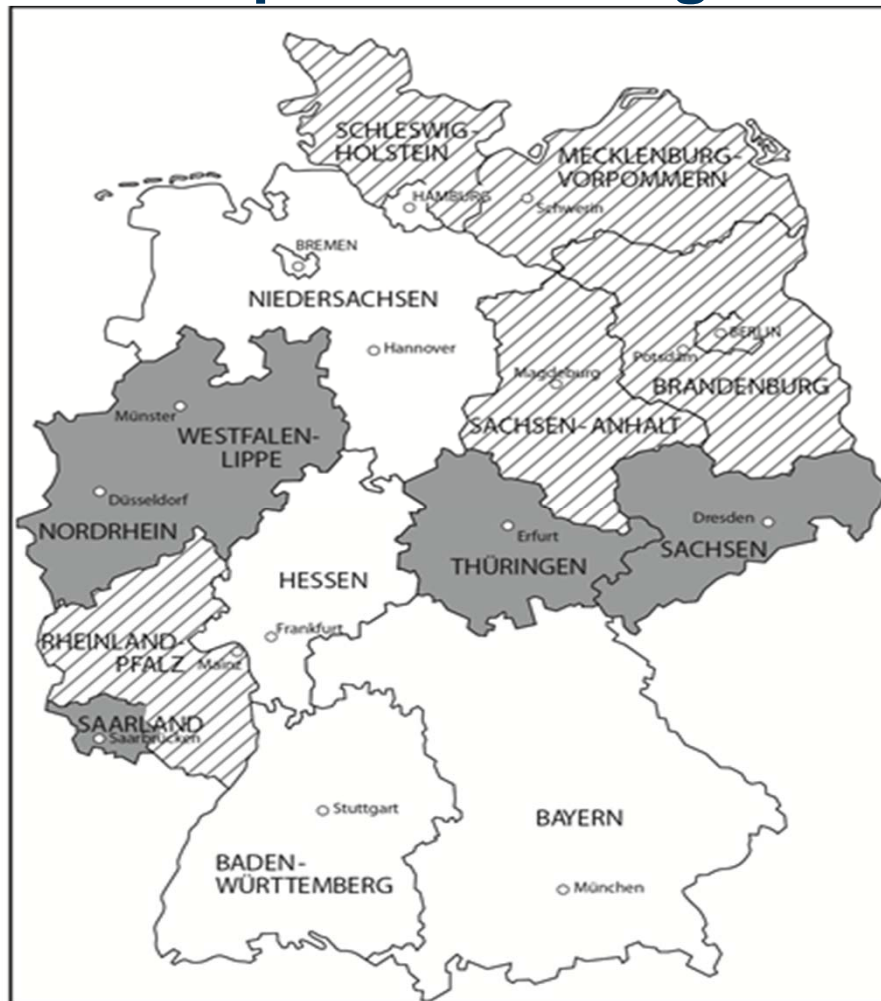 SCHLESWIG-
HOLSTEIN
MECKLENBURG-
VORPOMMERN
HAMBURG
Schwerin
BREMEN
NIEDERSACHSEN
Hannover
BERLIN
Potsdam
BRANDENBURG
Magdeburg
SACHSEN-ANHALT
Münster
WESTFALEN-
LIPPE
Düsseldorf
NORDRHEIN
Erfurt
THÜRINGEN
Dresden
SACHSEN
HESSEN
Frankfurt
RHEINLAND-
PFALZ
Mainz
SAARLAND
Saarbrücken
Stuttgart
BADEN-
WÜRTTEMBERG
BAYERN
München